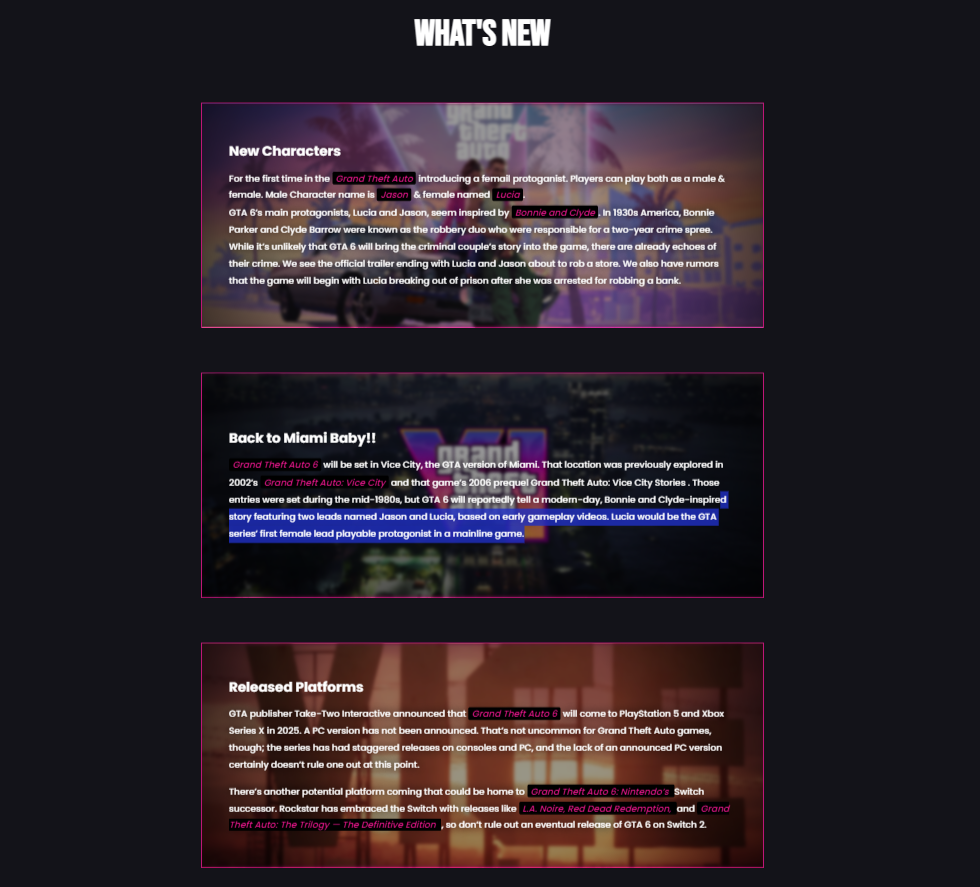 WHAT'S NEW
grand
theft
auto
New Characters
For the first time in the Grand Theft Auto introducing a femail protoganist. Players can play both as a male &
female. Male Character name is Jason & female named Lucia.
GTA 6's main protagonists, Lucia and Jason, seem inspired by Bonnie and Clyde. In 1930s America, Bonnie
Parker and Clyde Barrow were known as the robbery duo who were responsible for a two-year crime spree.
While it's unlikely that GTA 6 will bring the criminal couple's story into the game, there are already echoes of
their crime. We see the official trailer ending with Lucia and Jason about to rob a store. We also have rumors
that the game will begin with Lucia breaking out of prison after she was arrested for robbing a bank.
Back to Miami Baby!!
grand
theft
VI
Grand Theft Auto 6 will be set in Vice City, the GTA version of Miami. That location was previously explored in
2002's Grand Theft Auto: Vice City and that game's 2006 prequel Grand Theft Auto: Vice City Stories . Those
entries were set during the mid-1980s, but GTA 6 will reportedly tell a modern-day, Bonnie and Clyde-inspired
story featuring two leads named Jason and Lucia, based on early gameplay videos. Lucia would be the GTA
series' first female lead playable protagonist in a mainline game.
Released Platforms
GTA publisher Take-Two Interactive announced that Grand Theft Auto 6 will come to PlayStation 5 and Xbox
Series X in 2025. A PC version has not been announced. That's not uncommon for Grand Theft Auto games,
though; the series has had staggered releases on consoles and PC, and the lack of an announced PC version
certainly doesn't rule one out at this point.
There's another potential platform coming that could be home to Grand Theft Auto 6: Nintendo's Switch
successor. Rockstar has embraced the Switch with releases like L.A. Noire, Red Dead Redemption, and Grand
Theft Auto: The Trilogy — The Definitive Edition , so don't rule out an eventual release of GTA 6 on Switch 2.